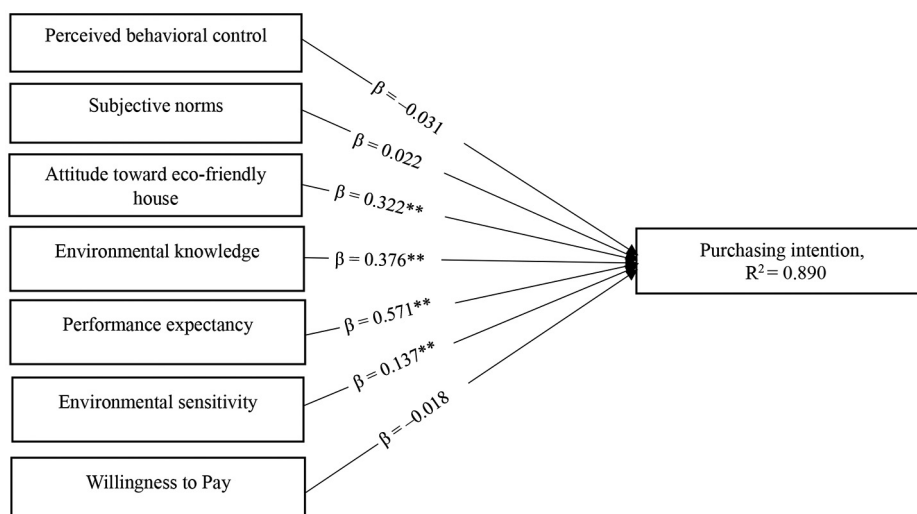 Perceived behavioral control
β = –0.031
Subjective norms
β = 0.022
Attitude toward eco-friendly
house
β = 0.322**
Environmental knowledge
β = 0.376**
Purchasing intention,
R² = 0.890
Performance expectancy
β = 0.571**
Environmental sensitivity
β = 0.137**
Willingness to Pay
β = –0.018